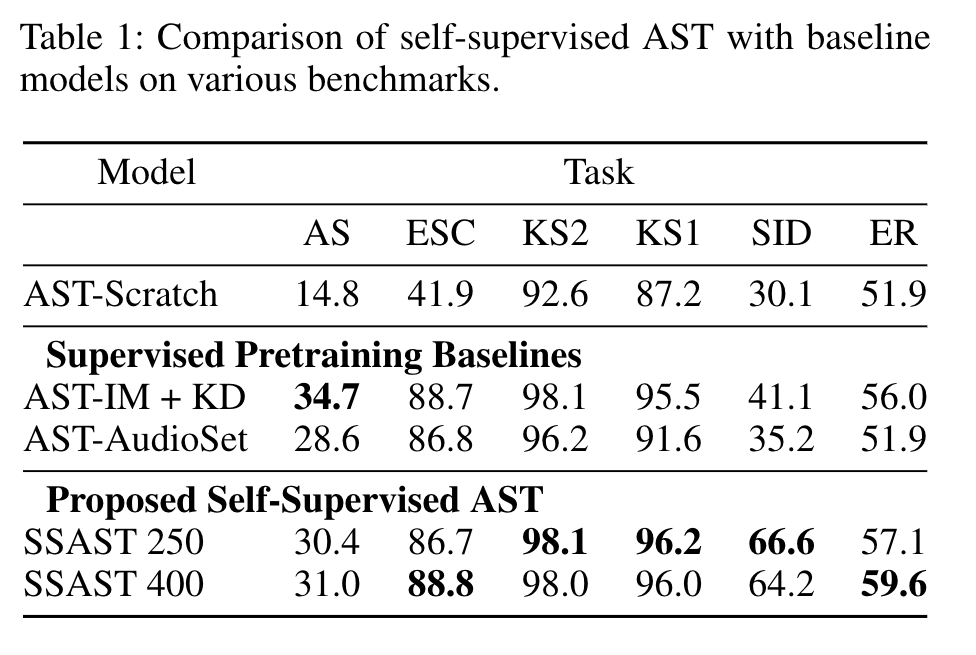 Table 1: Comparison of self-supervised AST with baseline
models on various benchmarks.
Model Task
AS ESC KS2 KS1 SID ER
AST-Scratch 14.8 41.9 92.6 87.2 30.1 51.9
Supervised Pretraining Baselines
AST-IM + KD 34.7 88.7 98.1 95.5 41.1 56.0
AST-AudioSet 28.6 86.8 96.2 91.6 35.2 51.9
Proposed Self-Supervised AST
SSAST 250 30.4 86.7 98.1 96.2 66.6 57.1
SSAST 400 31.0 88.8 98.0 96.0 64.2 59.6